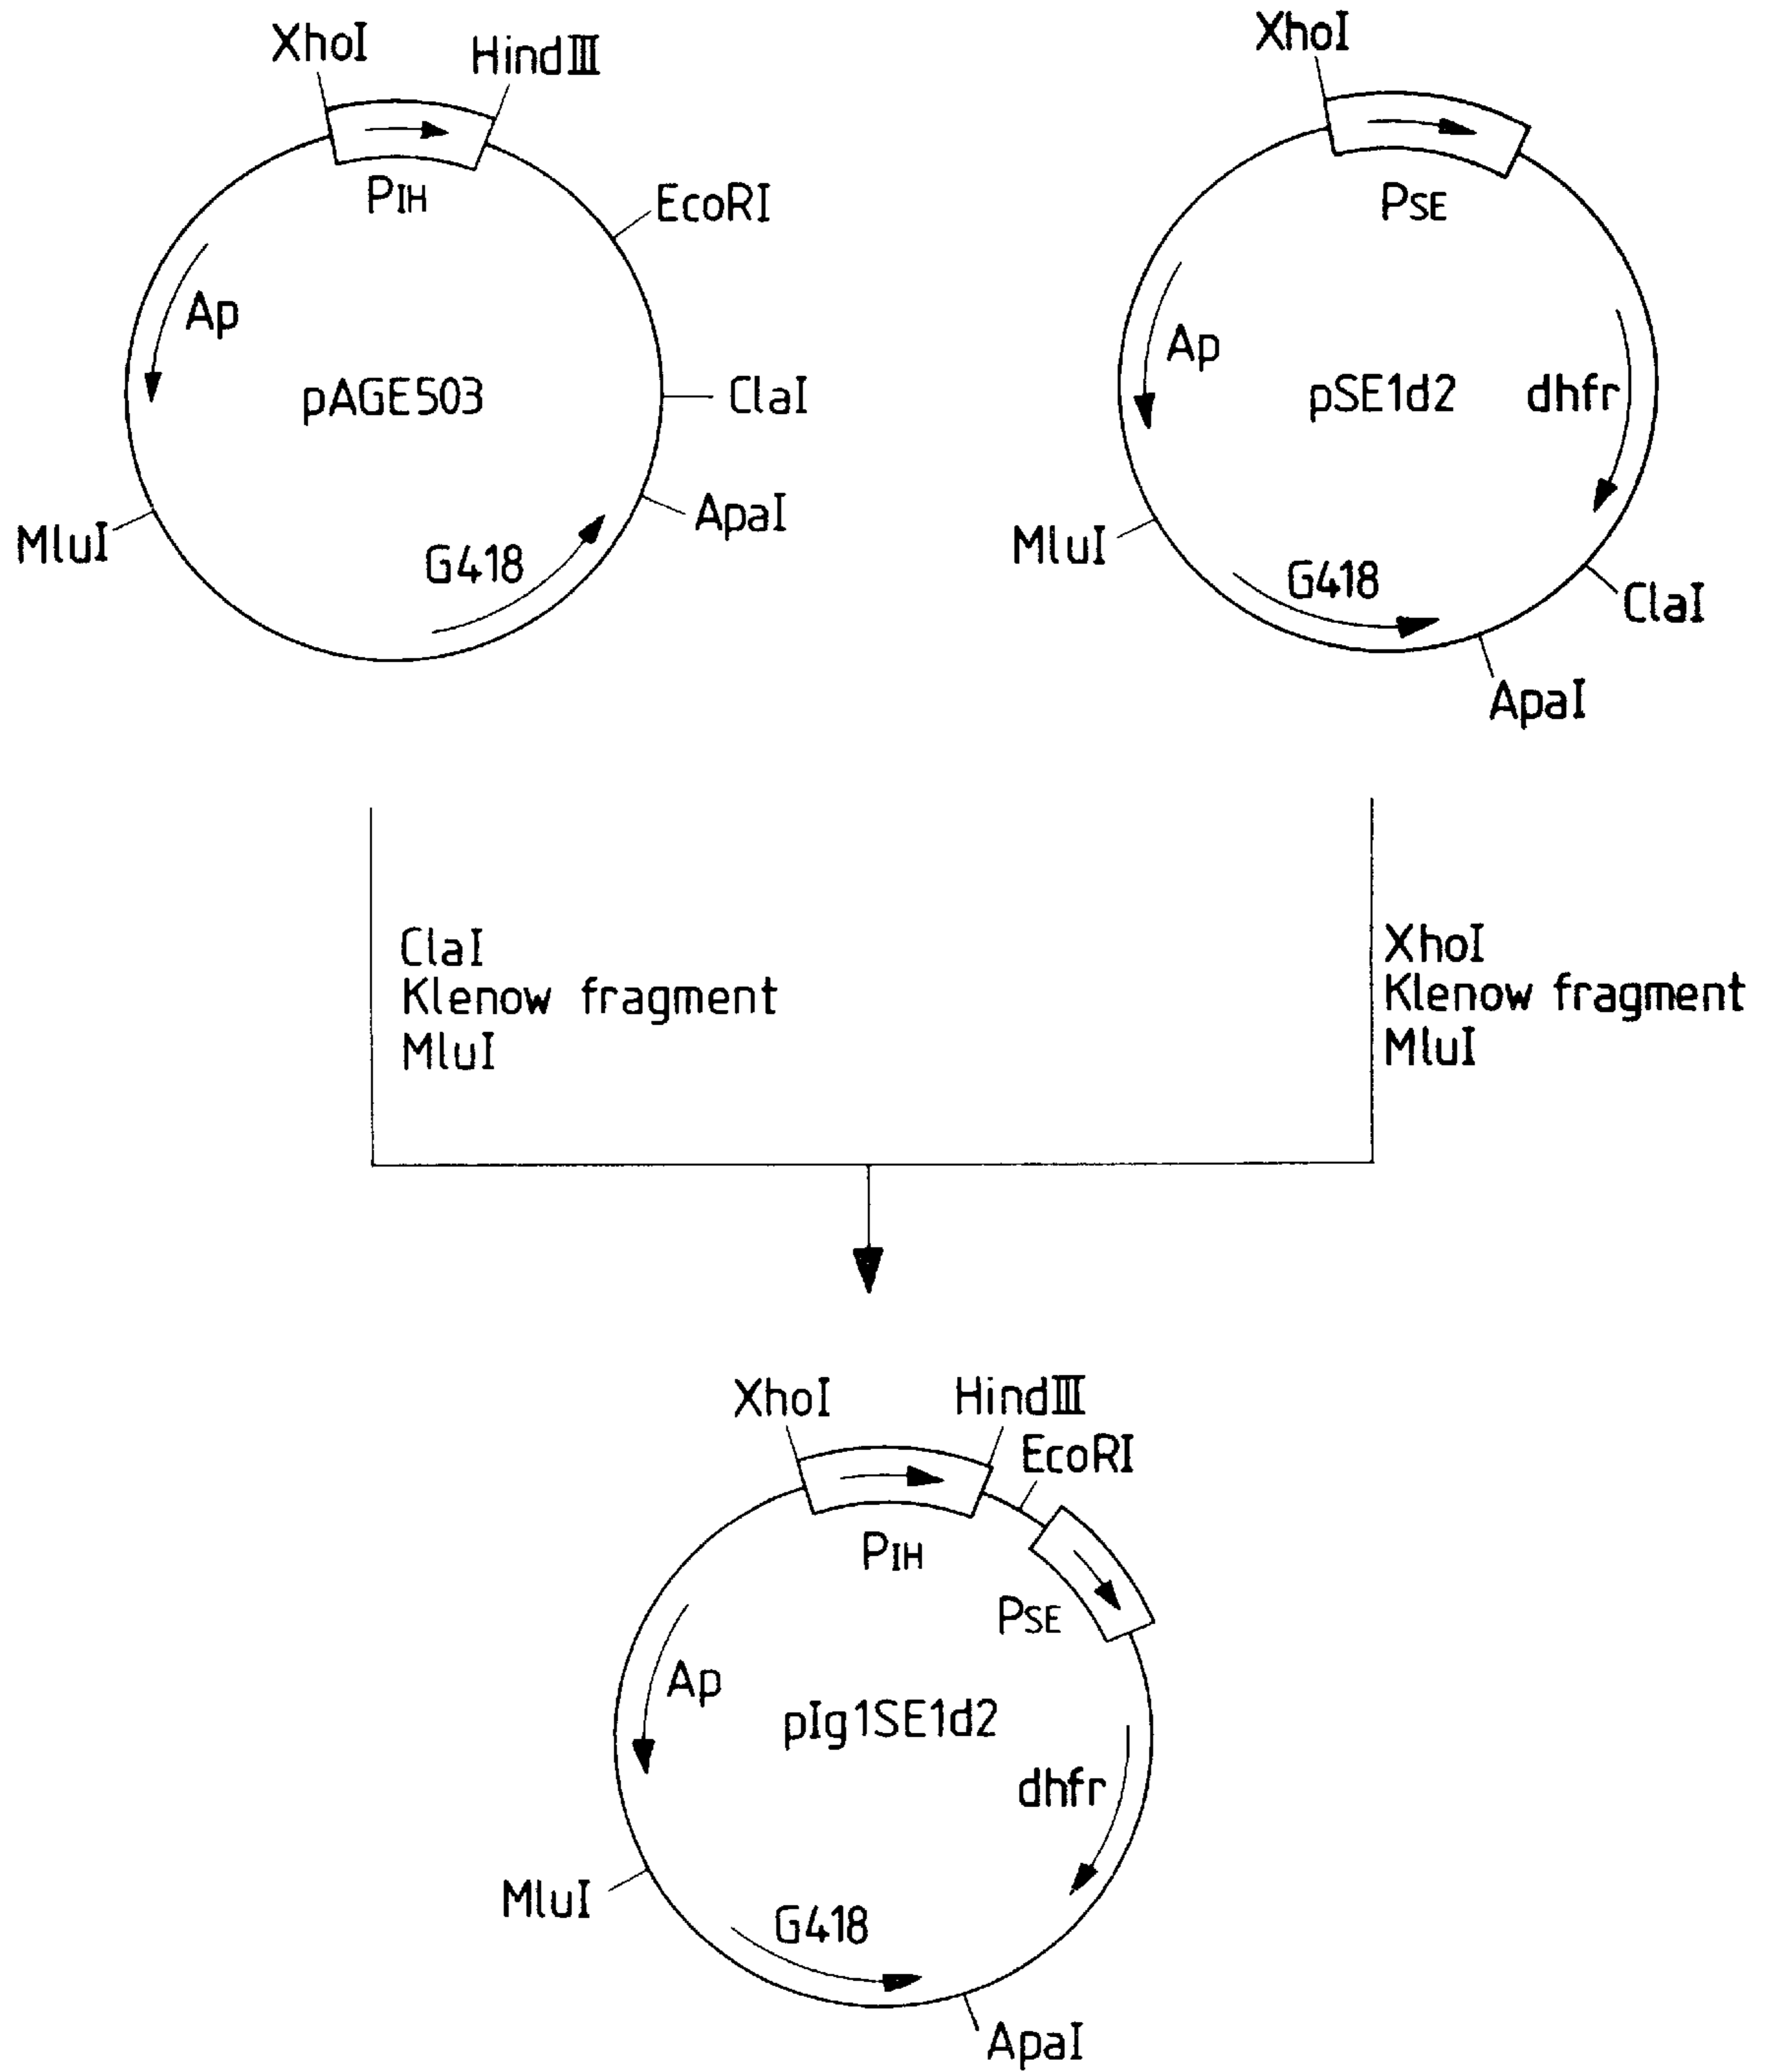 XhoI
HindⅢ
PIH
EcoRI
Ap
pAGE503
ClaI
ApaI
MluI
G418
XhoI
PSE
Ap
pSE1d2
dhfr
MluI
G418
ClaI
ApaI
ClaI
Klenow fragment
MluI
XhoI
Klenow fragment
MluI
XhoI
HindⅢ
EcoRI
PIH
PSE
Ap
pIg1SE1d2
dhfr
MluI
G418
ApaI